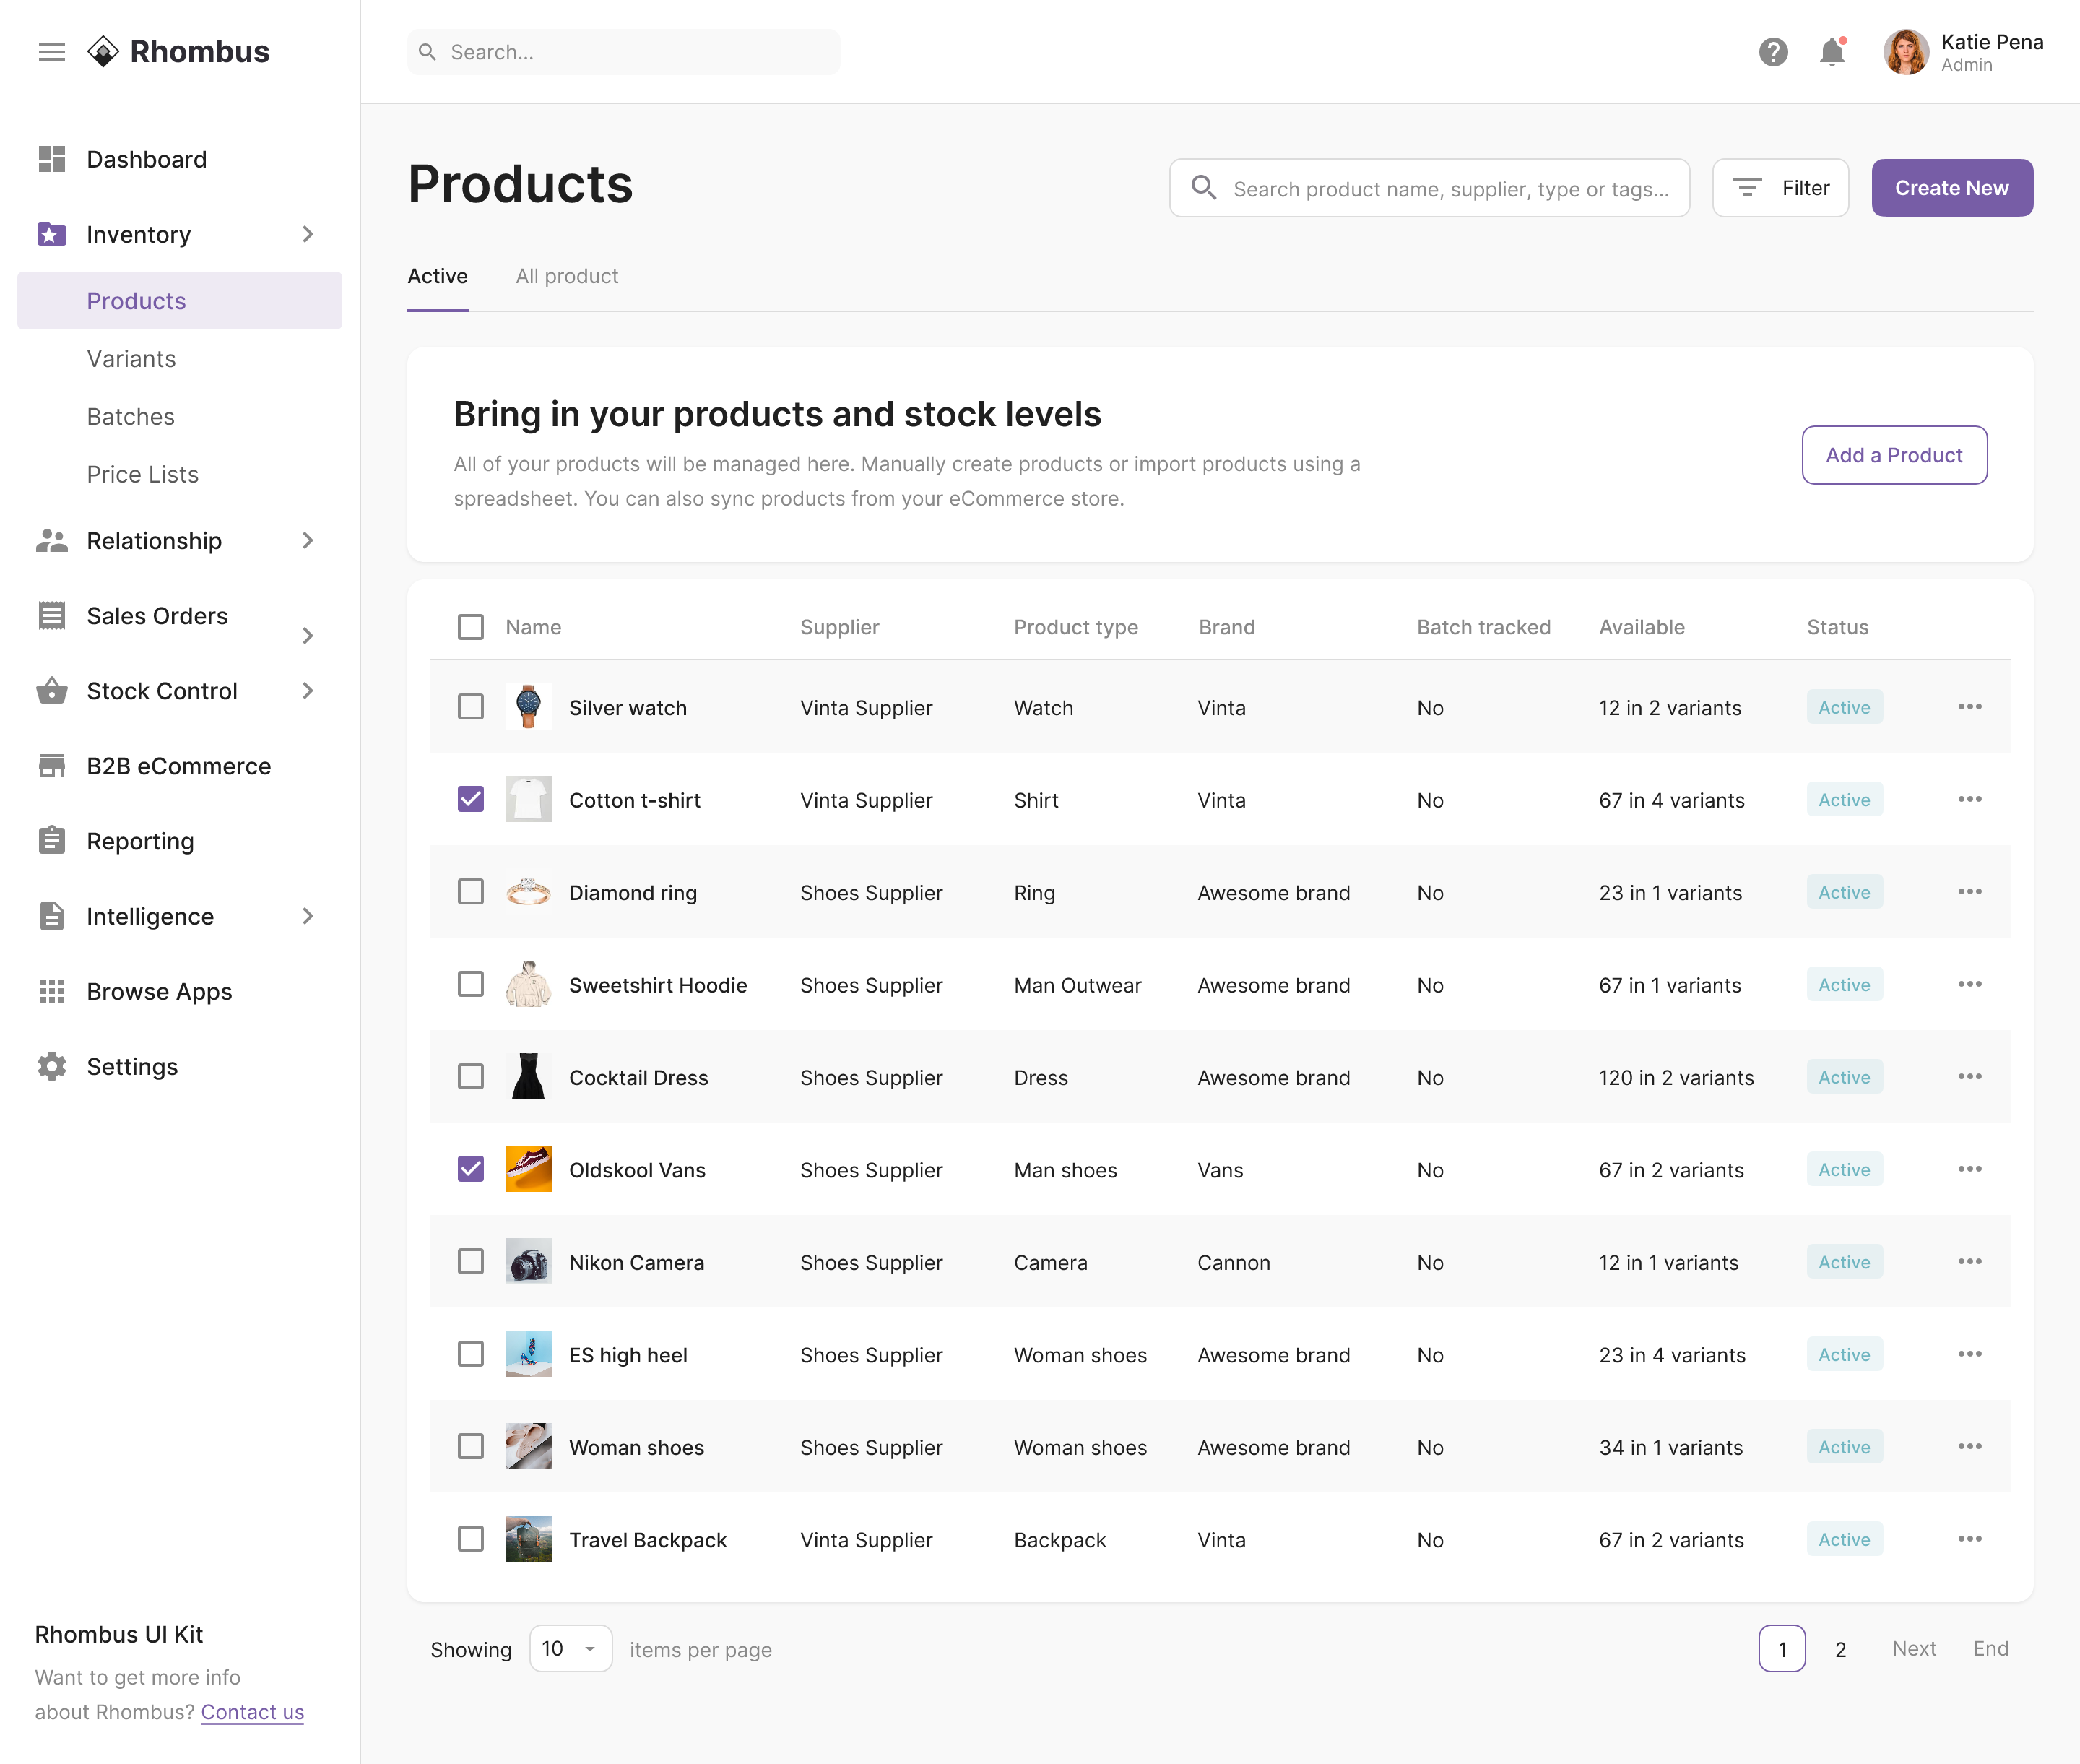 Rhombus
Search...
Katie Pena
Admin
Dashboard
Inventory
Products
Variants
Batches
Price Lists
Relationship
Sales Orders
Stock Control
B2B eCommerce
Reporting
Intelligence
Browse Apps
Settings
Rhombus UI Kit
Want to get more info
about Rhombus? Contact us
Products
Search product name, supplier, type or tags...
Filter
Create New
Active All product
Bring in your products and stock levels
All of your products will be managed here. Manually create products or import products using a
spreadsheet. You can also sync products from your eCommerce store.
Add a Product
Name Supplier Product type Brand Batch tracked Available Status
Silver watch Vinta Supplier Watch Vinta No 12 in 2 variants Active
Cotton t-shirt Vinta Supplier Shirt Vinta No 67 in 4 variants Active
Diamond ring Shoes Supplier Ring Awesome brand No 23 in 1 variants Active
Sweetshirt Hoodie Shoes Supplier Man Outwear Awesome brand No 67 in 1 variants Active
Cocktail Dress Shoes Supplier Dress Awesome brand No 120 in 2 variants Active
Oldskool Vans Shoes Supplier Man shoes Vans No 67 in 2 variants Active
Nikon Camera Shoes Supplier Camera Cannon No 12 in 1 variants Active
ES high heel Shoes Supplier Woman shoes Awesome brand No 23 in 4 variants Active
Woman shoes Shoes Supplier Woman shoes Awesome brand No 34 in 1 variants Active
Travel Backpack Vinta Supplier Backpack Vinta No 67 in 2 variants Active
Showing 10 items per page
1 2 Next End